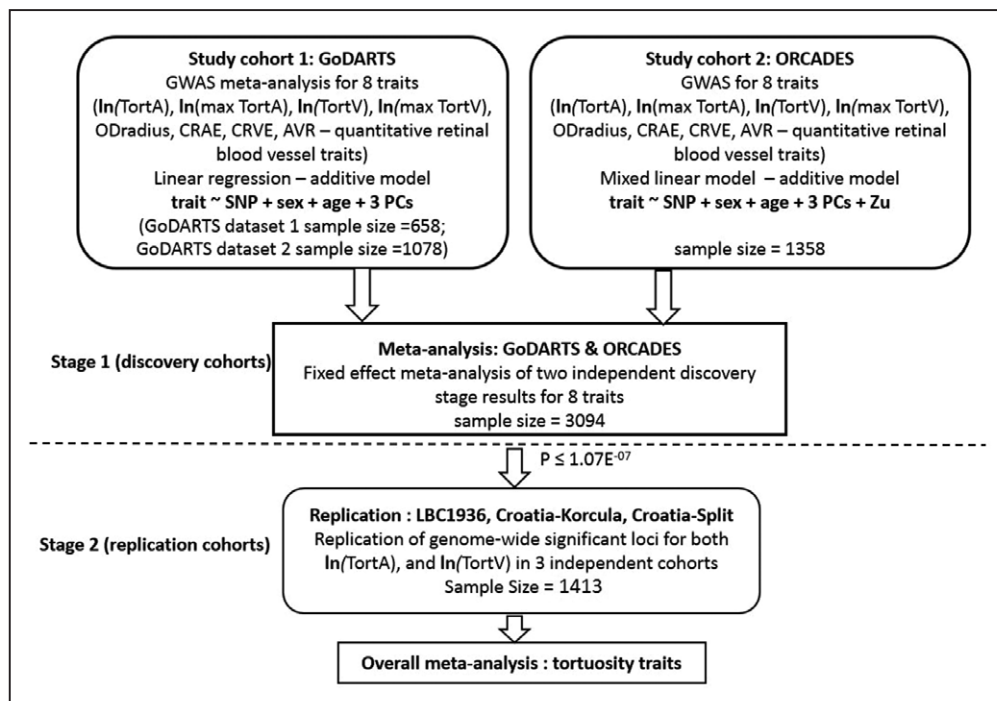 Study cohort 1: GoDARTS
GWAS meta-analysis for 8 traits
(ln(TortA), ln(max TortA), ln(TortV), ln(max TortV),
ODradius, CRAE, CRVE, AVR – quantitative retinal
blood vessel traits)
Linear regression – additive model
trait ~ SNP + sex + age + 3 PCs
(GoDARTS dataset 1 sample size =658;
GoDARTS dataset 2 sample size =1078)
Study cohort 2: ORCADES
GWAS for 8 traits
(ln(TortA), ln(max TortA), ln(TortV), ln(max TortV),
ODradius, CRAE, CRVE, AVR – quantitative retinal
blood vessel traits)
Mixed linear model – additive model
trait ~ SNP + sex + age + 3 PCs + Zu
sample size = 1358
Stage 1 (discovery cohorts)
Meta-analysis: GoDARTS & ORCADES
Fixed effect meta-analysis of two independent discovery
stage results for 8 traits
sample size = 3094
P ≤ 1.07E-07
Stage 2 (replication cohorts)
Replication : LBC1936, Croatia-Korcula, Croatia-Split
Replication of genome-wide significant loci for both
ln(TortA), and ln(TortV) in 3 independent cohorts
Sample Size = 1413
Overall meta-analysis : tortuosity traits